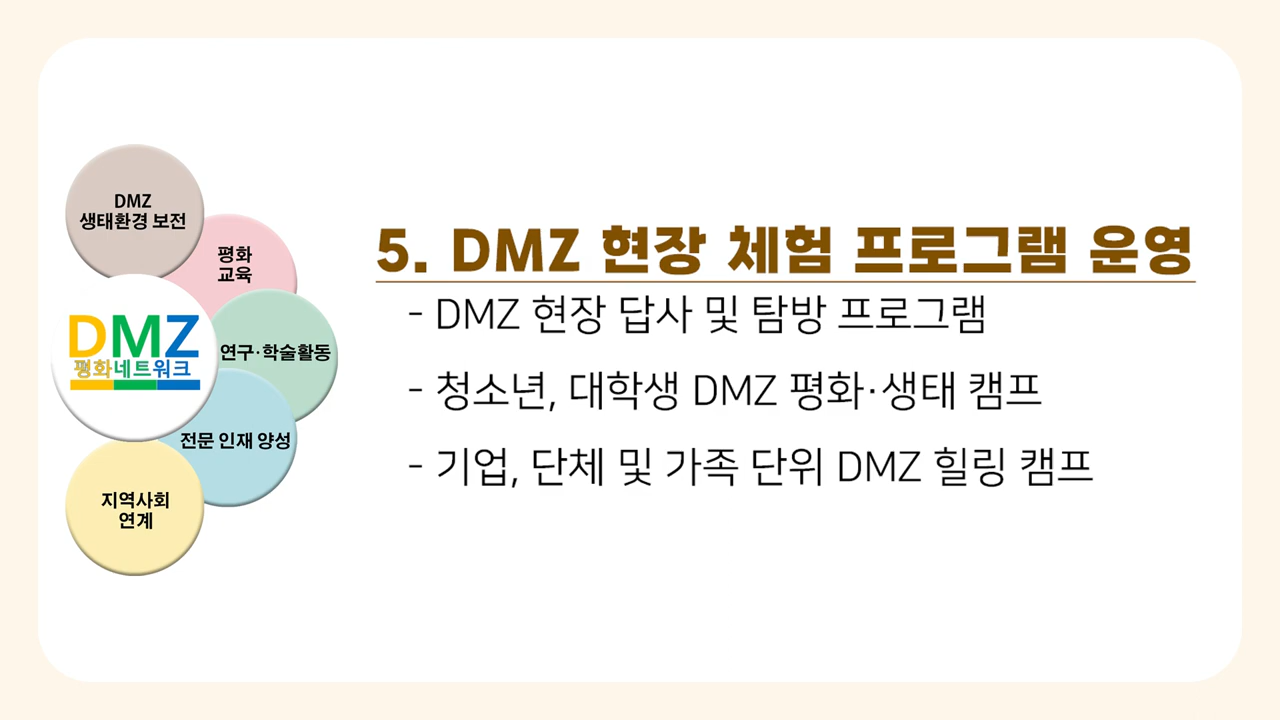 DMZ
생태환경 보전
평화
교육
DMZ
평화네트워크
연구·학술활동
전문 인재 양성
지역사회
연계
5. DMZ 현장 체험 프로그램 운영
- DMZ 현장 답사 및 탐방 프로그램
- 청소년, 대학생 DMZ 평화·생태 캠프
- 기업, 단체 및 가족 단위 DMZ 힐링 캠프